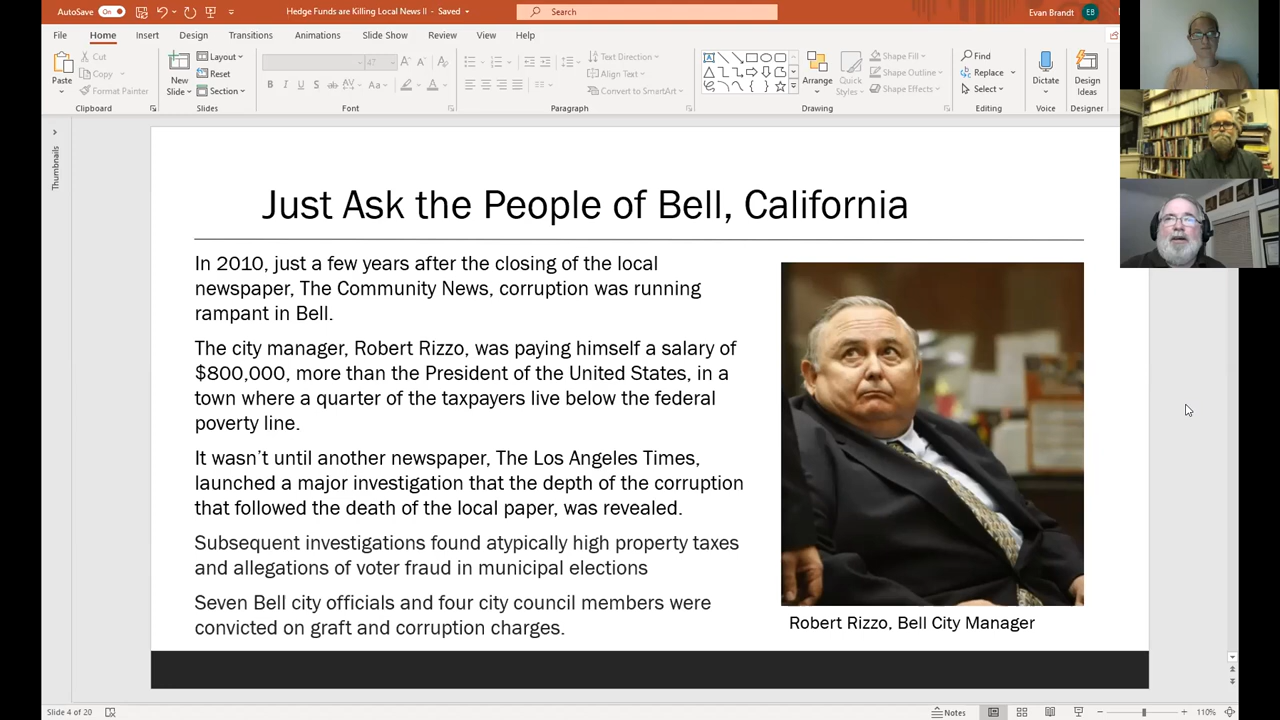 AutoSave On Hedge Funds are Killing Local News II - Saved Search Evan Brandt EB
File Home Insert Design Transitions Animations Slide Show Review View Help
Paste Cut Copy Format Painter New Slide Layout Reset Section 47 Text Direction Align Text Convert to SmartArt Arrange Quick Styles Shape Fill Shape Outline Shape Effects Find Replace Select Dictate Design Ideas
Clipboard Slides Font Paragraph Drawing Editing Voice Designer
Thumbnails
Just Ask the People of Bell, California
In 2010, just a few years after the closing of the local
newspaper, The Community News, corruption was running
rampant in Bell.
The city manager, Robert Rizzo, was paying himself a salary of
$800,000, more than the President of the United States, in a
town where a quarter of the taxpayers live below the federal
poverty line.
It wasn’t until another newspaper, The Los Angeles Times,
launched a major investigation that the depth of the corruption
that followed the death of the local paper, was revealed.
Subsequent investigations found atypically high property taxes
and allegations of voter fraud in municipal elections
Seven Bell city officials and four city council members were
convicted on graft and corruption charges.
Robert Rizzo, Bell City Manager
Slide 4 of 20 Notes 110%